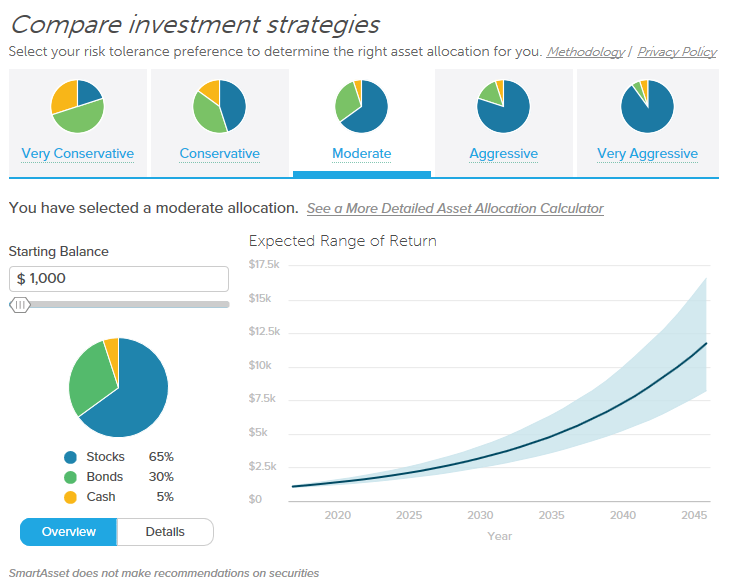 Compare investment strategies
Select your risk tolerance preference to determine the right asset allocation for you. Methodology / Privacy Policy
Very Conservative
Conservative
Moderate
Aggressive
Very Aggressive
You have selected a moderate allocation. See a More Detailed Asset Allocation Calculator
Starting Balance
$ 1,000
Stocks 65%
Bonds 30%
Cash 5%
Overview
Details
Expected Range of Return
$17.5k
$15k
$12.5k
$10k
$7.5k
$5k
$2.5k
$0
2020 2025 2030 2035 2040 2045
Year
SmartAsset does not make recommendations on securities